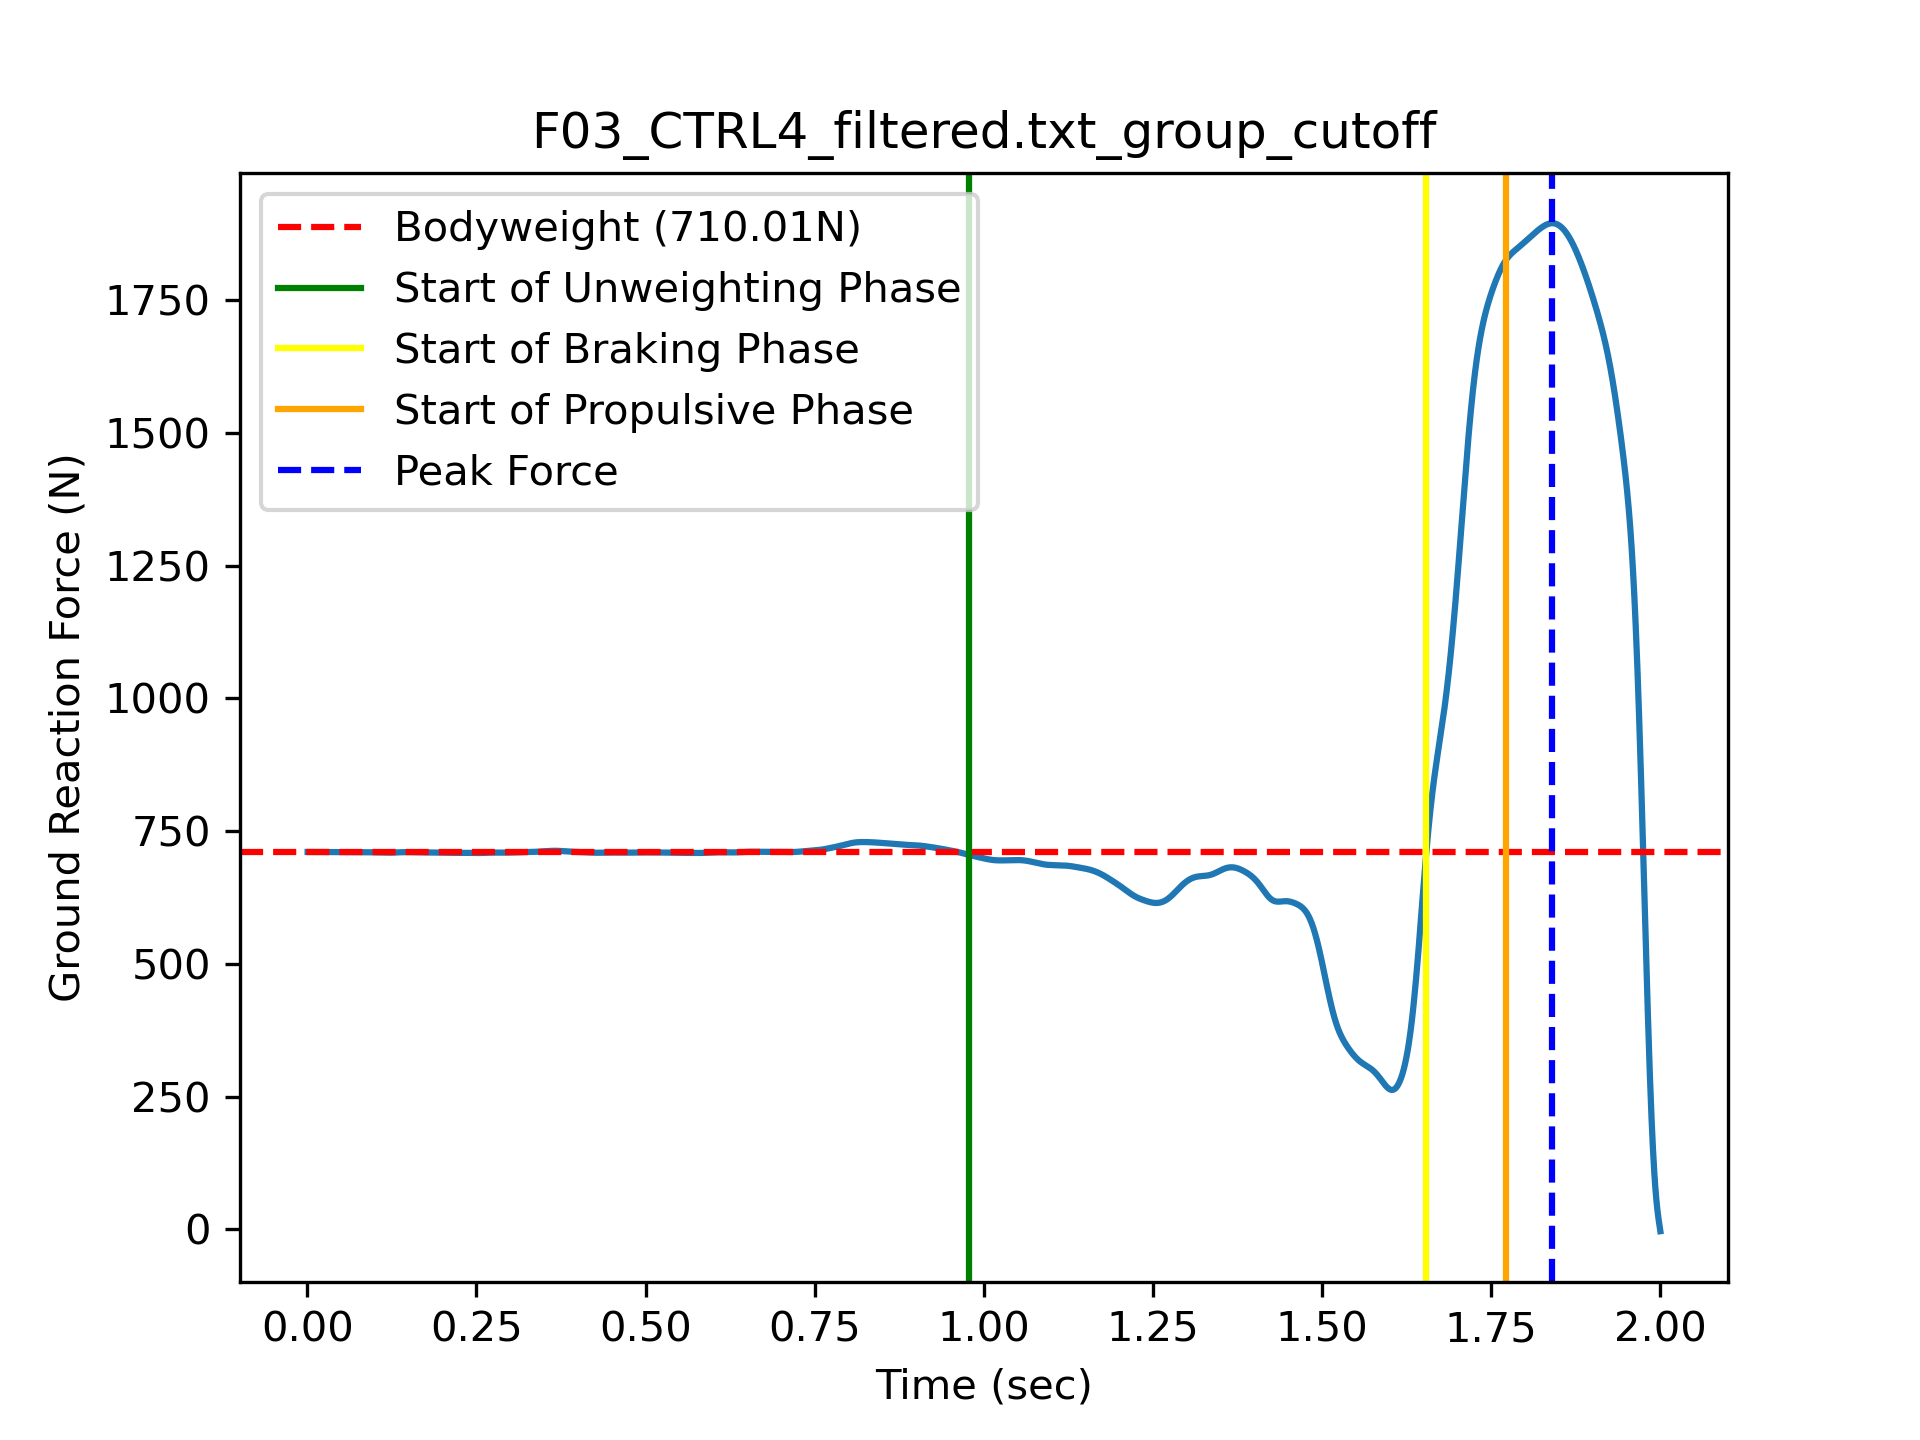 F03_CTRL4_filtered.txt_group_cutoff
Bodyweight (710.01N)
Start of Unweighting Phase
Start of Braking Phase
Start of Propulsive Phase
Peak Force
Ground Reaction Force (N)
1750
1500
1250
1000
750
500
250
0
0.00 0.25 0.50 0.75 1.00 1.25 1.50 1.75 2.00
Time (sec)